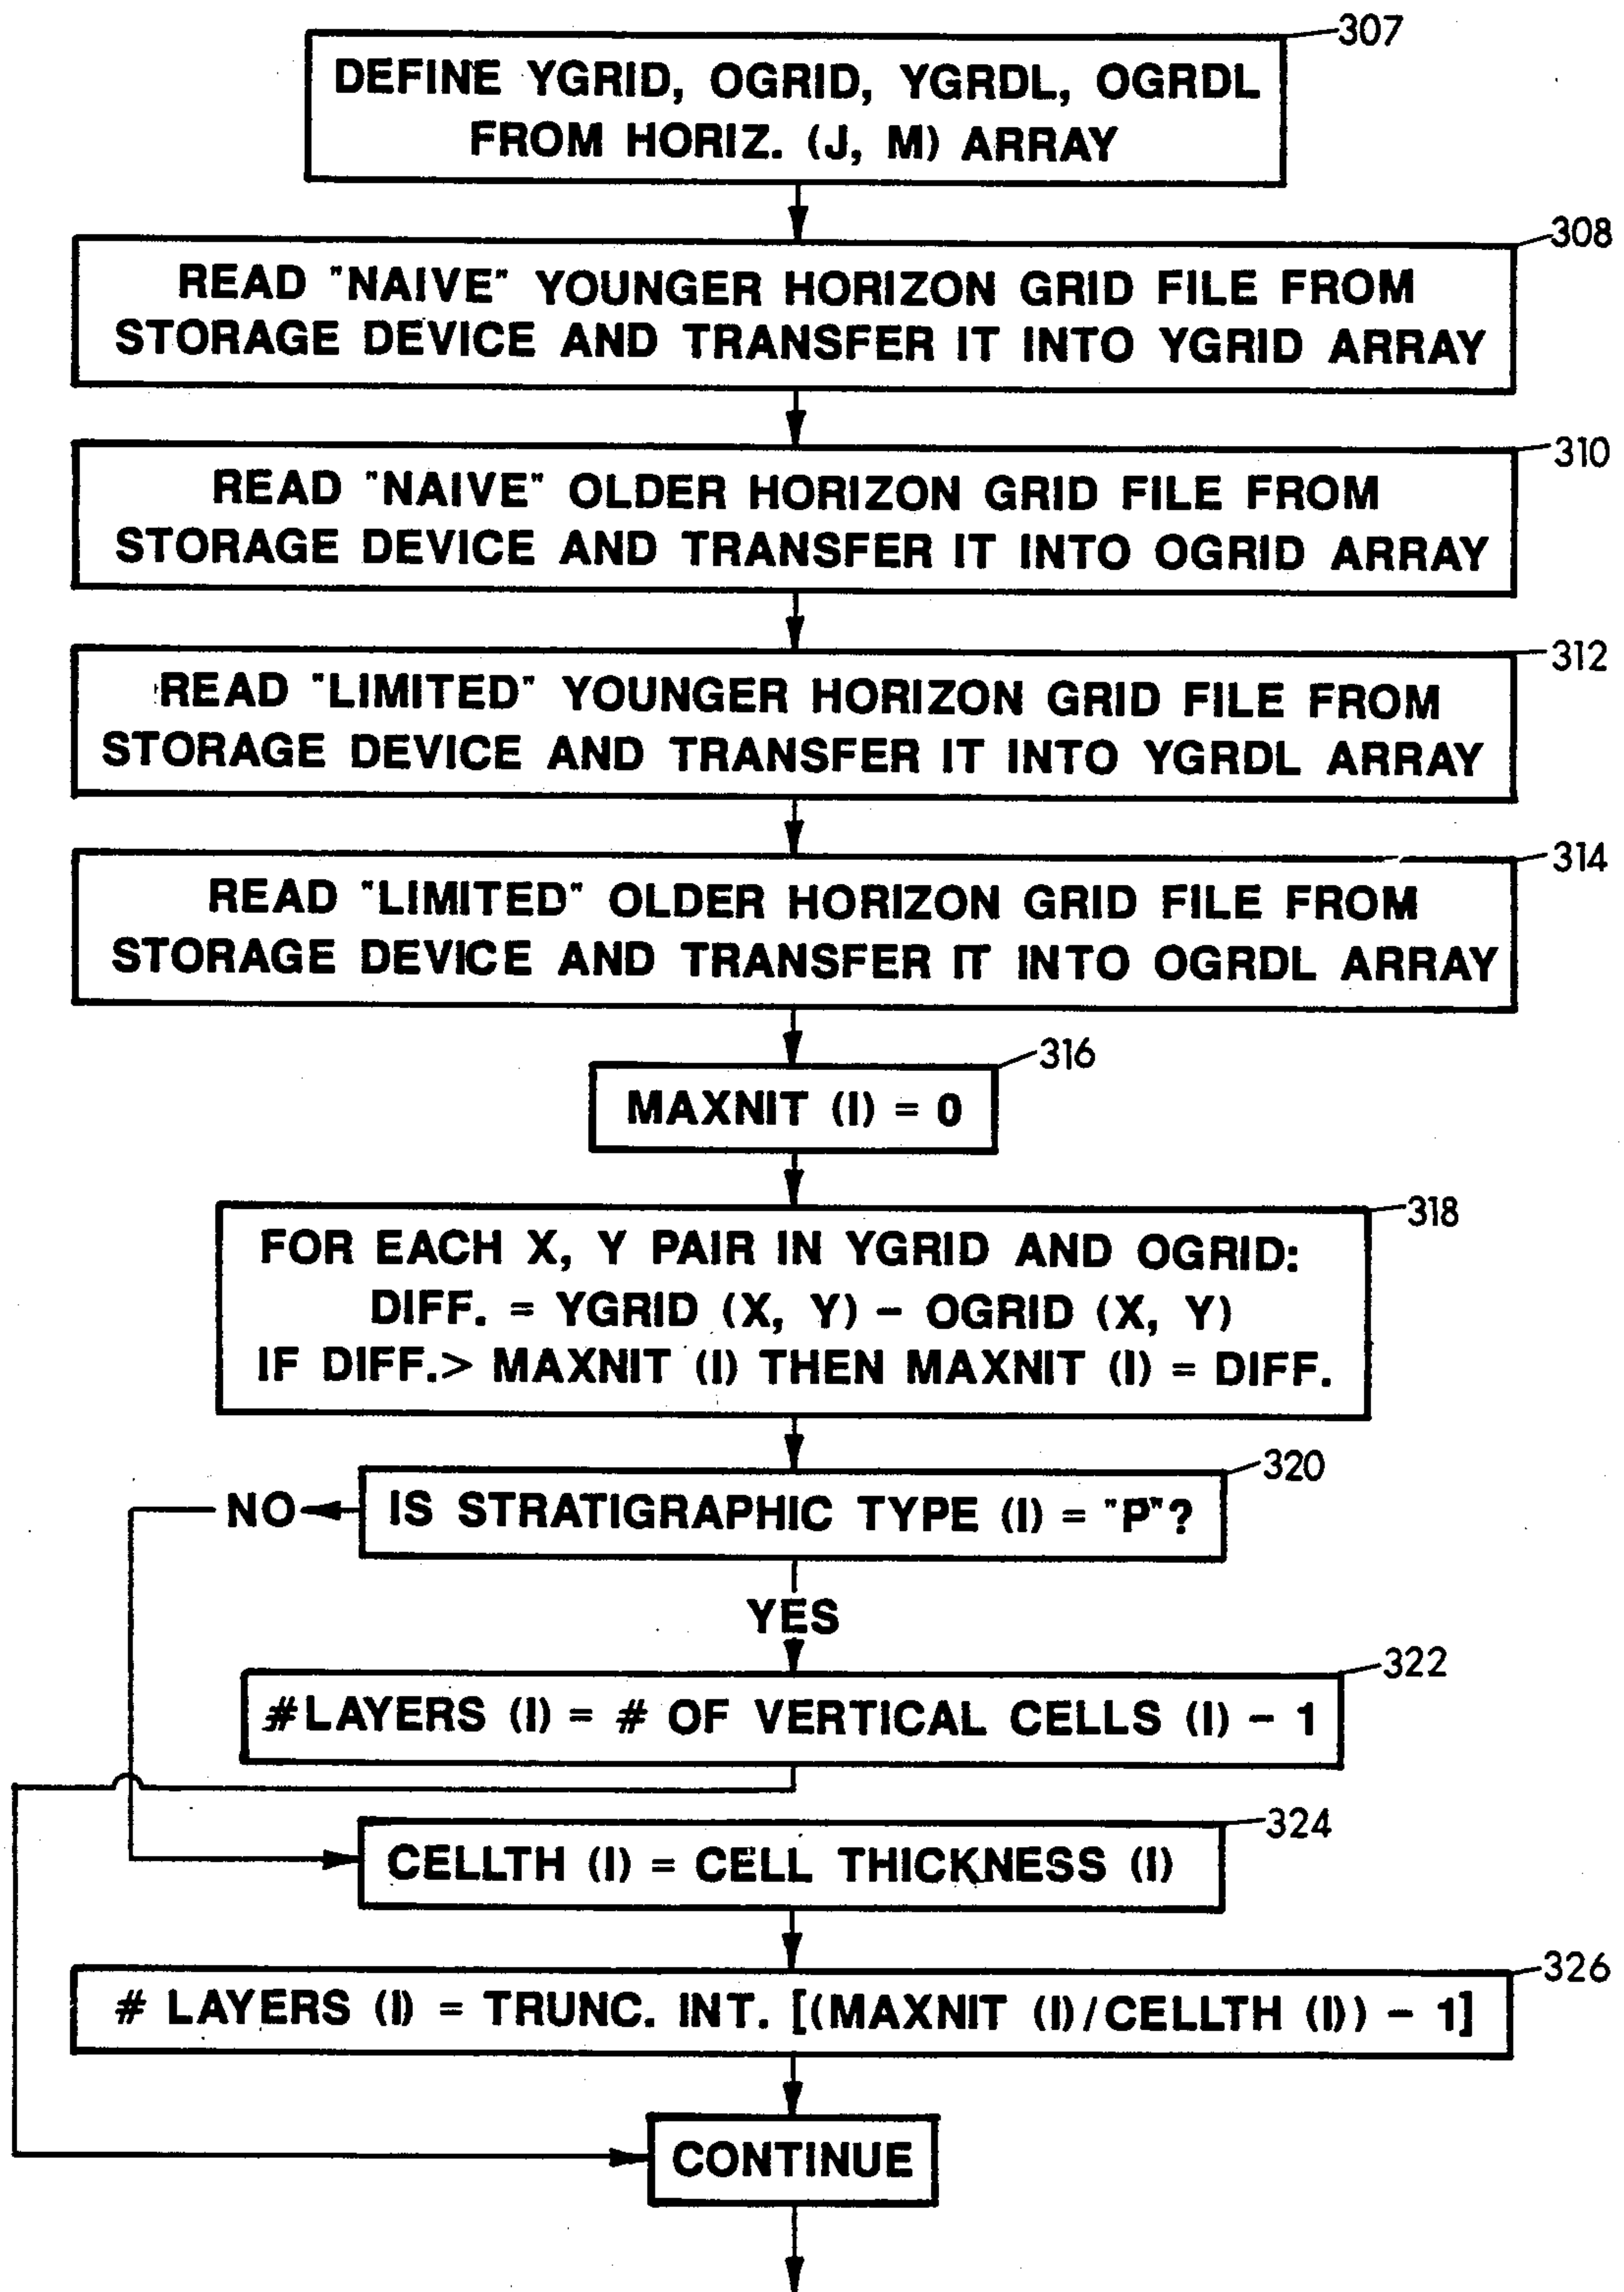 307
DEFINE YGRID, OGRID, YGRDL, OGRDL
FROM HORIZ. (J, M) ARRAY
308
READ "NAIVE" YOUNGER HORIZON GRID FILE FROM
STORAGE DEVICE AND TRANSFER IT INTO YGRID ARRAY
310
READ "NAIVE" OLDER HORIZON GRID FILE FROM
STORAGE DEVICE AND TRANSFER IT INTO OGRID ARRAY
312
READ "LIMITED" YOUNGER HORIZON GRID FILE FROM
STORAGE DEVICE AND TRANSFER IT INTO YGRDL ARRAY
314
READ "LIMITED" OLDER HORIZON GRID FILE FROM
STORAGE DEVICE AND TRANSFER IT INTO OGRDL ARRAY
316
MAXNIT (I) = 0
318
FOR EACH X, Y PAIR IN YGRID AND OGRID:
DIFF. = YGRID (X, Y) - OGRID (X, Y)
IF DIFF.> MAXNIT (I) THEN MAXNIT (I) = DIFF.
320
NO
IS STRATIGRAPHIC TYPE (I) = "P"?
YES
322
#LAYERS (I) = # OF VERTICAL CELLS (I) - 1
324
CELLTH (I) = CELL THICKNESS (I)
326
# LAYERS (I) = TRUNC. INT. [(MAXNIT (I)/CELLTH (I)) - 1]
CONTINUE